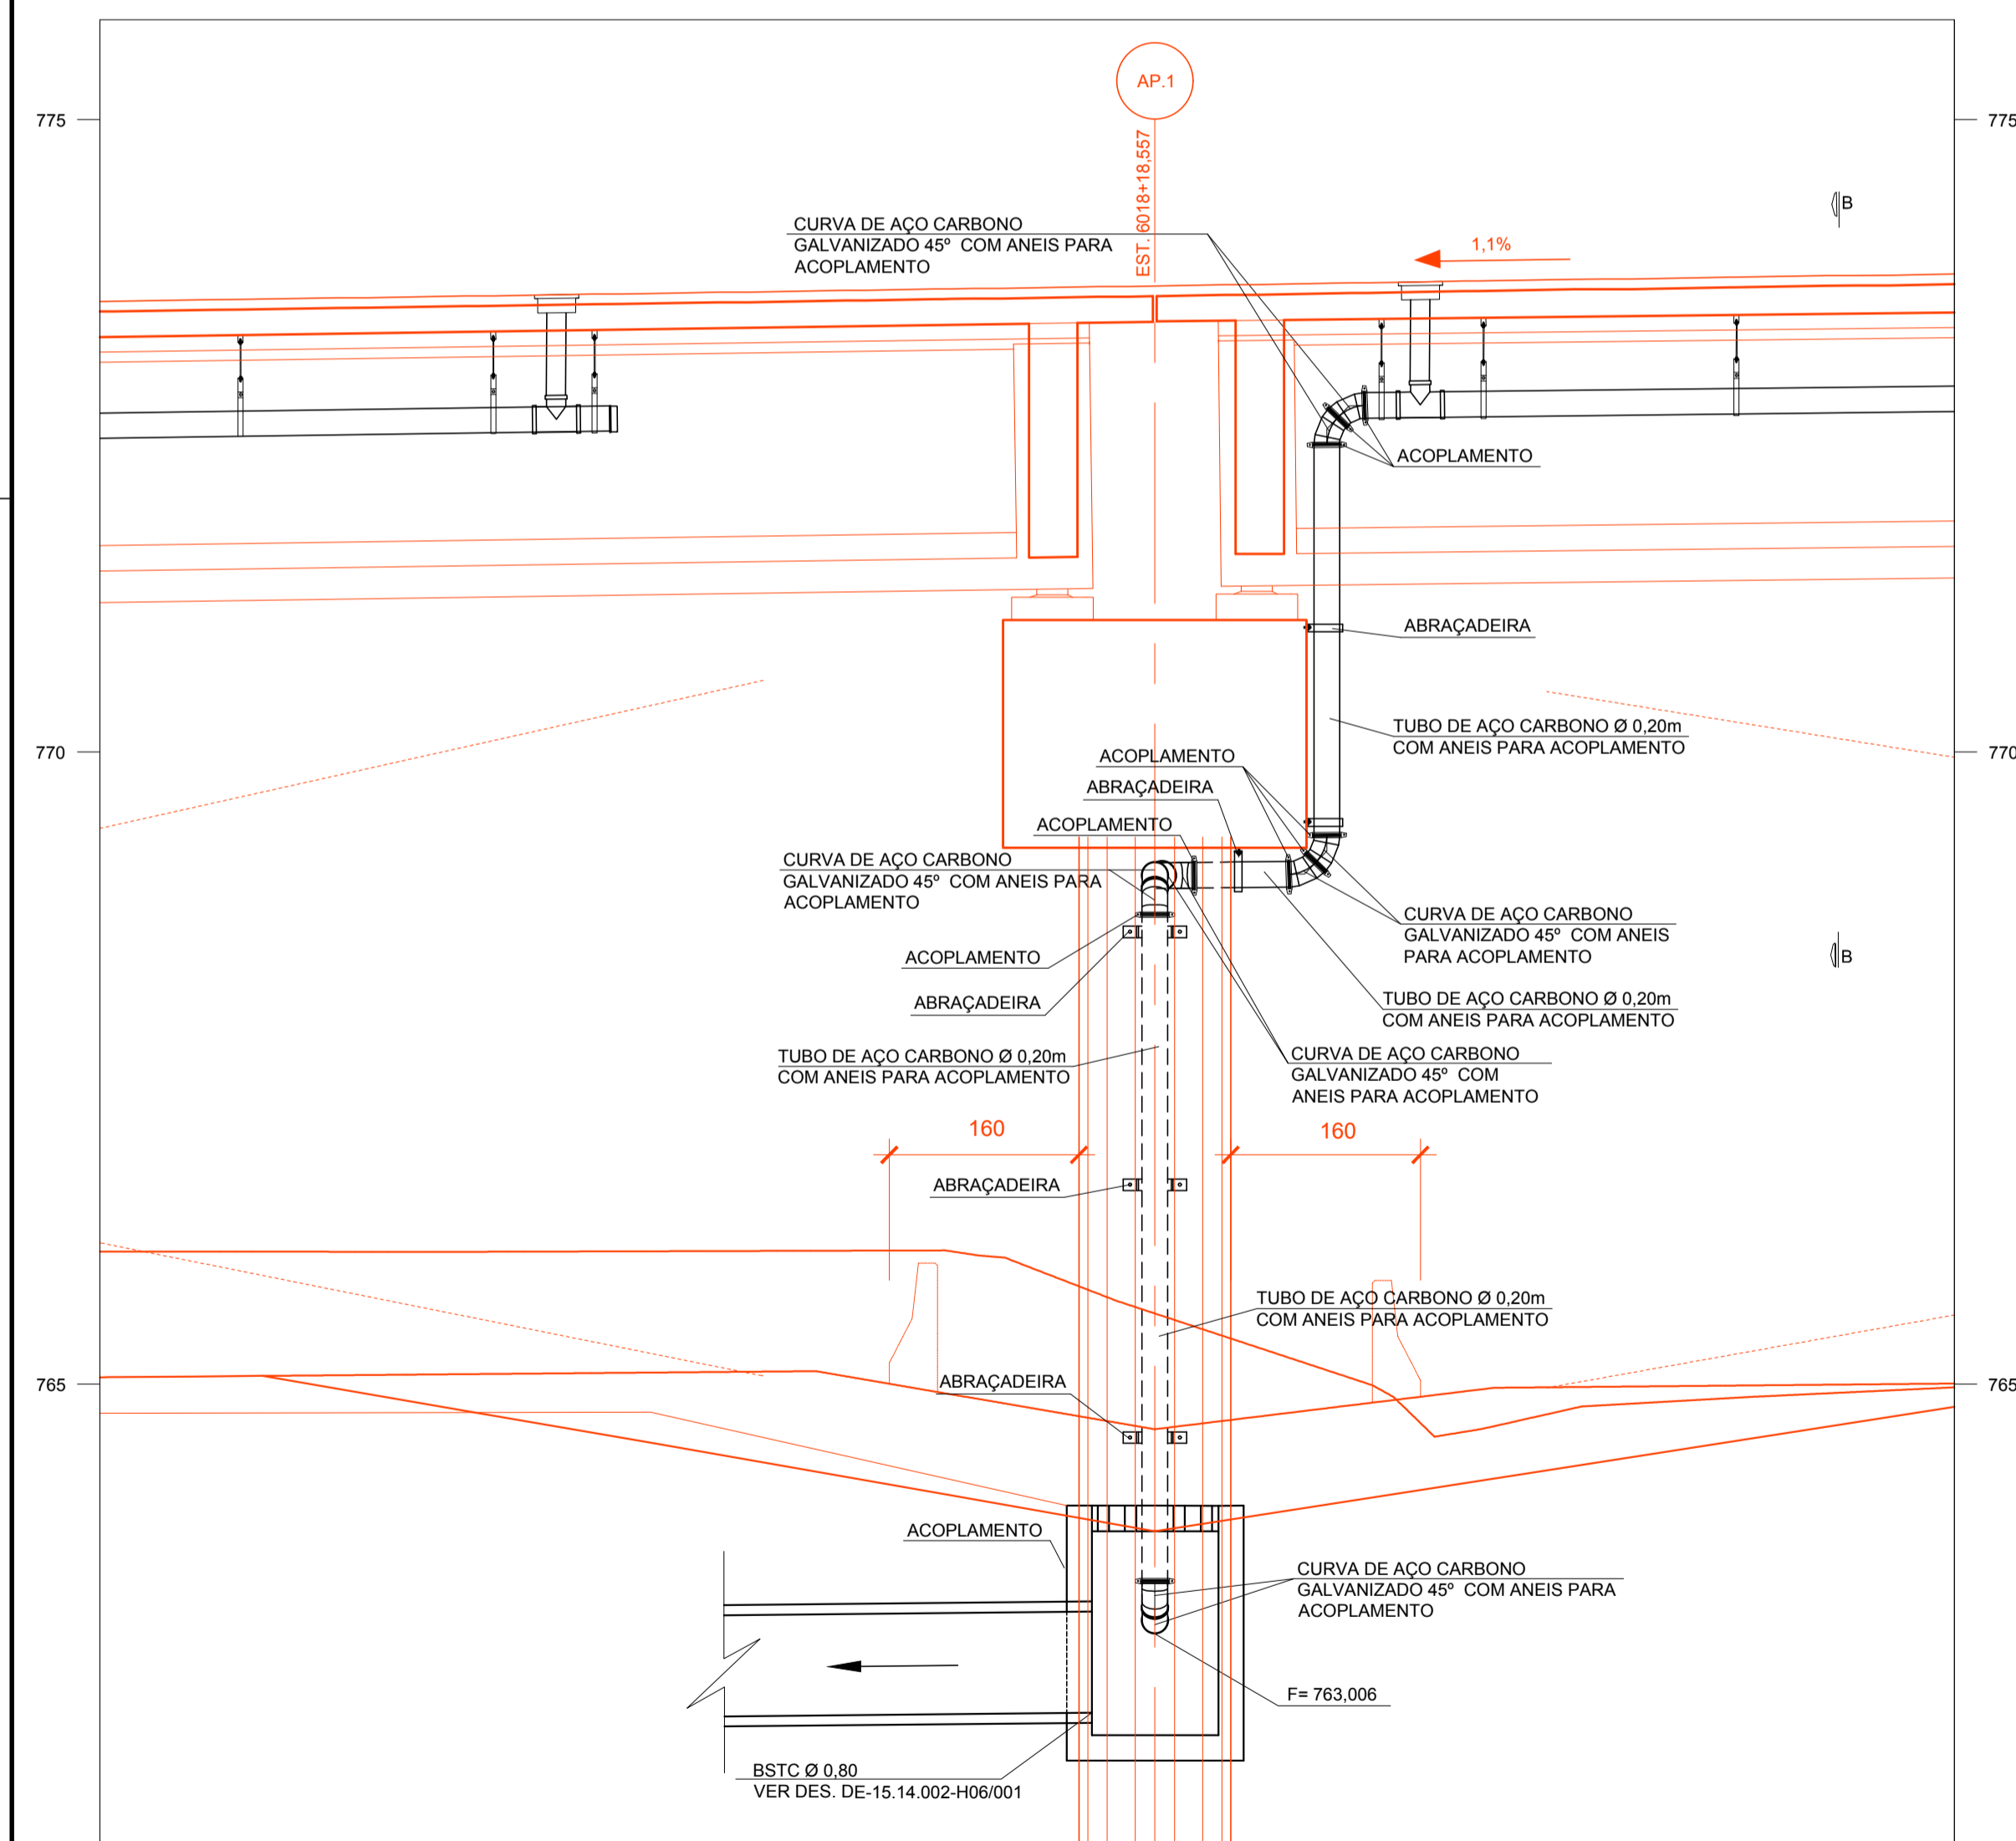 AP.1
775
775
EST. 6018+18,557
B
CURVA DE AÇO CARBONO
GALVANIZADO 45º COM ANEIS PARA
ACOPLAMENTO
1,1%
ACOPLAMENTO
ABRAÇADEIRA
TUBO DE AÇO CARBONO Ø 0,20m
COM ANEIS PARA ACOPLAMENTO
770
770
ACOPLAMENTO
ABRAÇADEIRA
ACOPLAMENTO
CURVA DE AÇO CARBONO
GALVANIZADO 45º COM ANEIS PARA
ACOPLAMENTO
CURVA DE AÇO CARBONO
GALVANIZADO 45º COM ANEIS
PARA ACOPLAMENTO
B
ACOPLAMENTO
ABRAÇADEIRA
TUBO DE AÇO CARBONO Ø 0,20m
COM ANEIS PARA ACOPLAMENTO
TUBO DE AÇO CARBONO Ø 0,20m
COM ANEIS PARA ACOPLAMENTO
CURVA DE AÇO CARBONO
GALVANIZADO 45º COM
ANEIS PARA ACOPLAMENTO
160
160
ABRAÇADEIRA
TUBO DE AÇO CARBONO Ø 0,20m
COM ANEIS PARA ACOPLAMENTO
765
765
ABRAÇADEIRA
ACOPLAMENTO
CURVA DE AÇO CARBONO
GALVANIZADO 45º COM ANEIS PARA
ACOPLAMENTO
F= 763,006
BSTC Ø 0,80
VER DES. DE-15.14.002-H06/001